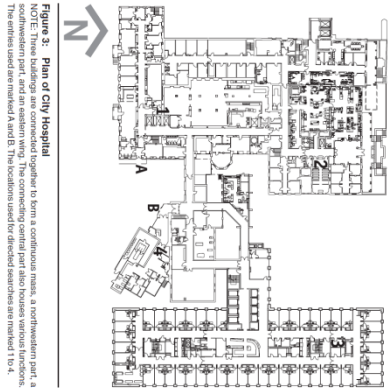 N
2
A
B
4
3
Figure 3: Plan of City Hospital
NOTE: Three buildings are connected together to form a continuous mass, a northwestern part, a
southwestern part, and an eastern wing. The connecting central part also houses various functions.
The entries used are marked A and B. The locations used for directed searches are marked 1 to 4.